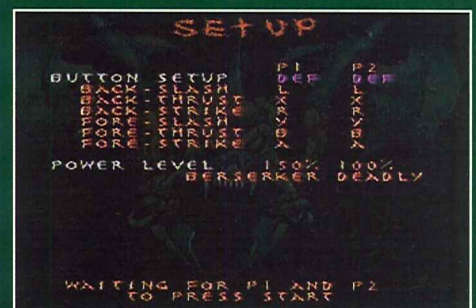 SETUP
P1 P2
BUTTON SETUP DEF DEF
BACK-SLASH L L
BACK-THRUST X X
BACK-STRIKE R R
FORE-SLASH Y Y
FORE-THRUST B B
FORE-STRIKE A A
POWER LEVEL 150% 100%
BERSERKER DEADLY
WAITING FOR P1 AND P2
TO PRESS START